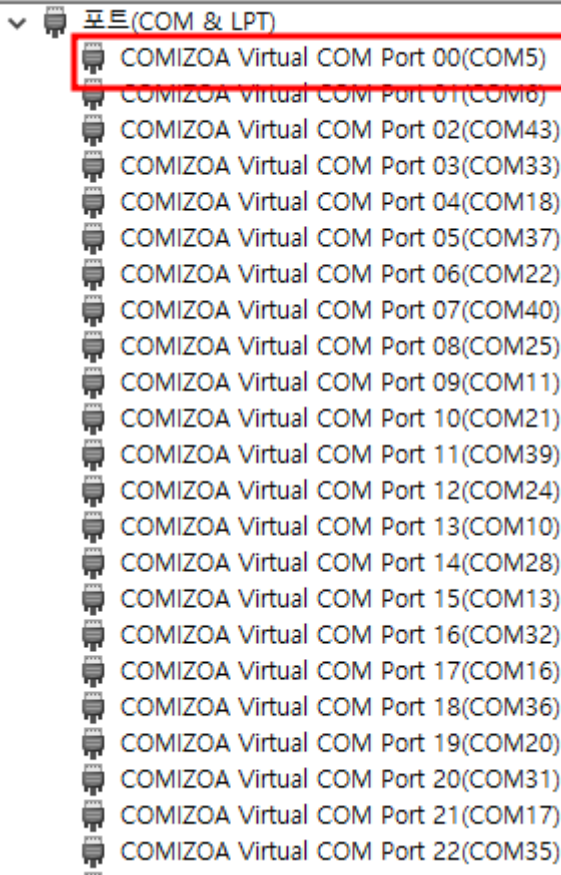 포트(COM & LPT)
COMIZOA Virtual COM Port 00(COM5)
COMIZOA Virtual COM Port 01(COM6)
COMIZOA Virtual COM Port 02(COM43)
COMIZOA Virtual COM Port 03(COM33)
COMIZOA Virtual COM Port 04(COM18)
COMIZOA Virtual COM Port 05(COM37)
COMIZOA Virtual COM Port 06(COM22)
COMIZOA Virtual COM Port 07(COM40)
COMIZOA Virtual COM Port 08(COM25)
COMIZOA Virtual COM Port 09(COM11)
COMIZOA Virtual COM Port 10(COM21)
COMIZOA Virtual COM Port 11(COM39)
COMIZOA Virtual COM Port 12(COM24)
COMIZOA Virtual COM Port 13(COM10)
COMIZOA Virtual COM Port 14(COM28)
COMIZOA Virtual COM Port 15(COM13)
COMIZOA Virtual COM Port 16(COM32)
COMIZOA Virtual COM Port 17(COM16)
COMIZOA Virtual COM Port 18(COM36)
COMIZOA Virtual COM Port 19(COM20)
COMIZOA Virtual COM Port 20(COM31)
COMIZOA Virtual COM Port 21(COM17)
COMIZOA Virtual COM Port 22(COM35)